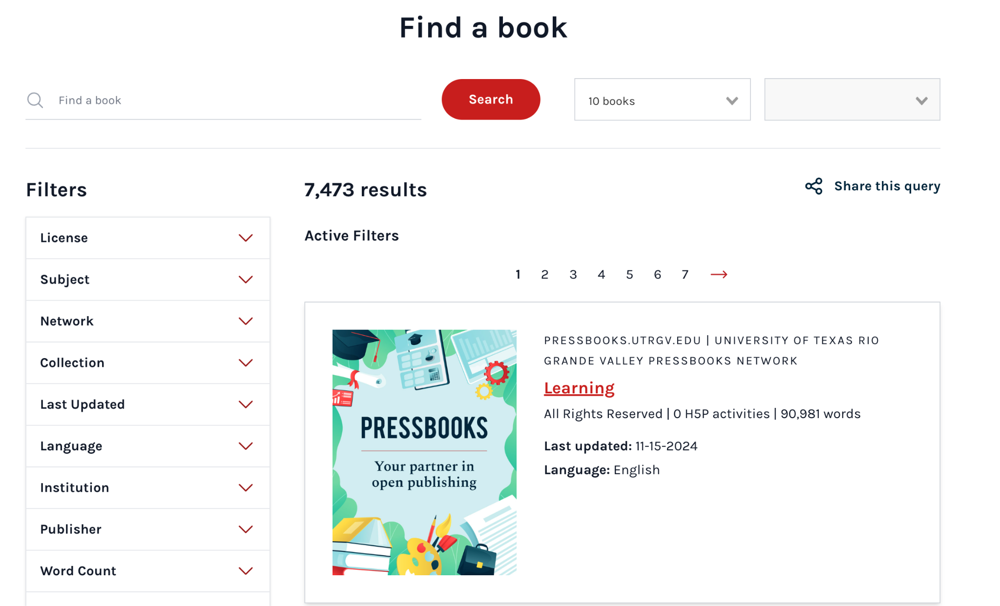 Find a book
Find a book
Search
10 books
Filters
License
Subject
Network
Collection
Last Updated
Language
Institution
Publisher
Word Count
7,473 results
Share this query
Active Filters
1 2 3 4 5 6 7
PRESSBOOKS
Your partner in
open publishing
PRESSBOOKS.UTRGV.EDU | UNIVERSITY OF TEXAS RIO
GRANDE VALLEY PRESSBOOKS NETWORK
Learning
All Rights Reserved | 0 H5P activities | 90,981 words
Last updated: 11-15-2024
Language: English